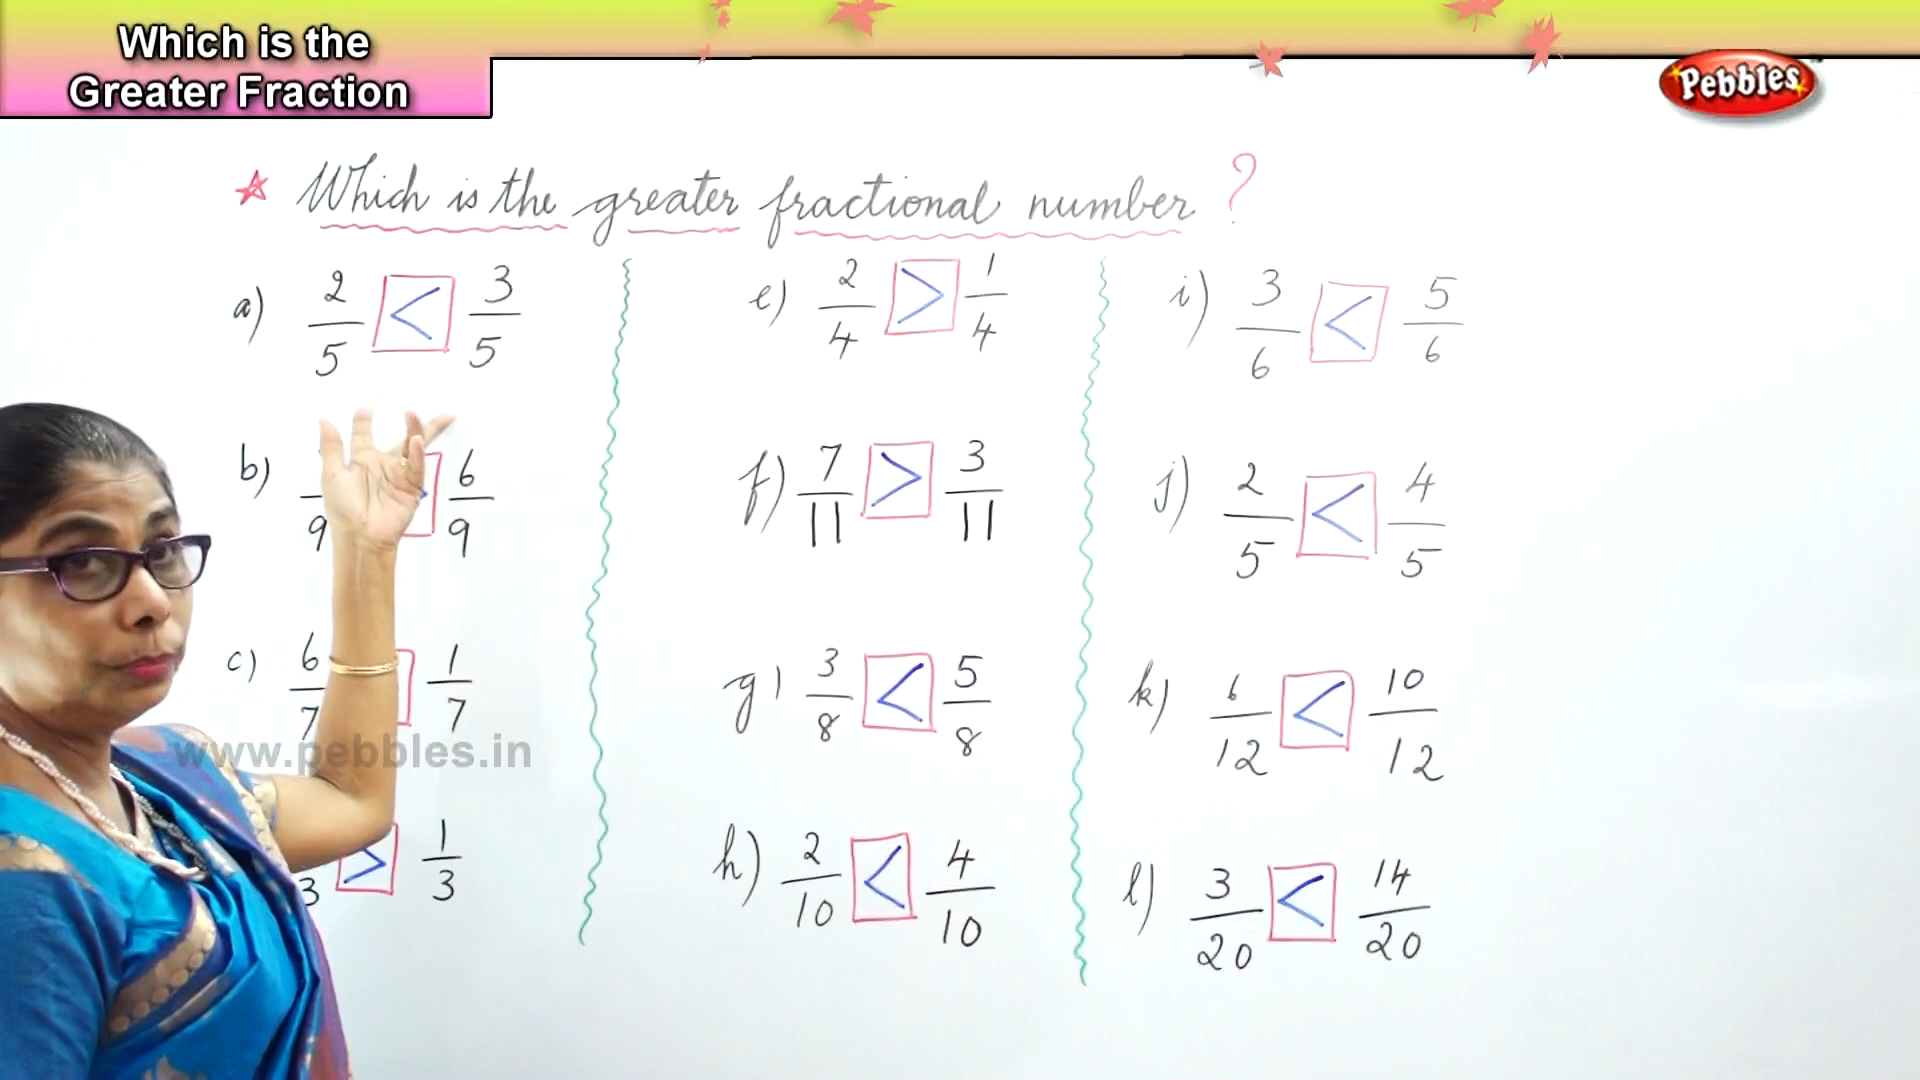 Which is the
Greater Fraction
Pebbles
Which is the greater fractional number ?
a) 2/5 < 3/5
b) /9 6/9
c) 6/7 1/7
3 > 1/3
e) 2/4 > 1/4
f) 7/11 > 3/11
g) 3/8 < 5/8
h) 2/10 < 4/10
i) 3/6 < 5/6
j) 2/5 < 4/5
k) 6/12 < 10/12
l) 3/20 < 14/20
www.pebbles.in